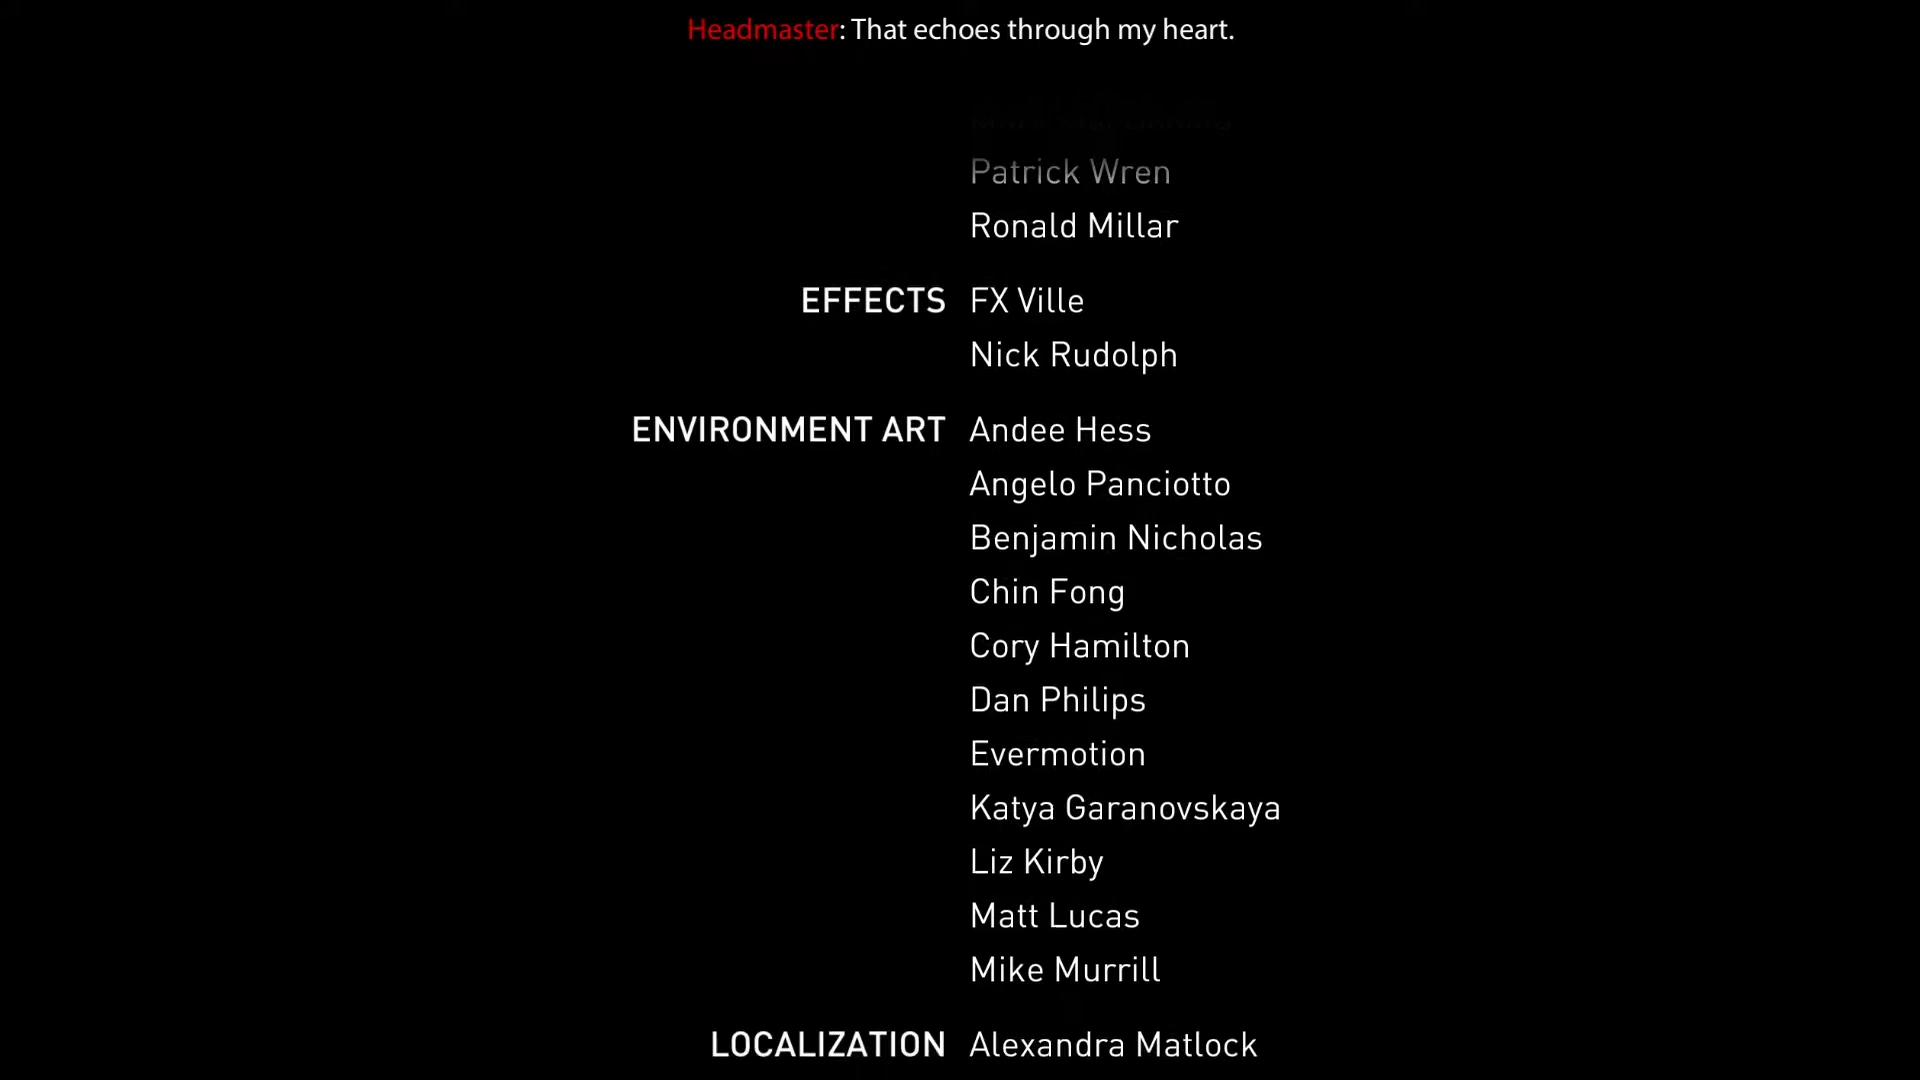 Headmaster: That echoes through my heart.
Patrick Wren
Ronald Millar
EFFECTS FX Ville
Nick Rudolph
ENVIRONMENT ART Andee Hess
Angelo Panciotto
Benjamin Nicholas
Chin Fong
Cory Hamilton
Dan Philips
Evermotion
Katya Garanovskaya
Liz Kirby
Matt Lucas
Mike Murrill
LOCALIZATION Alexandra Matlock